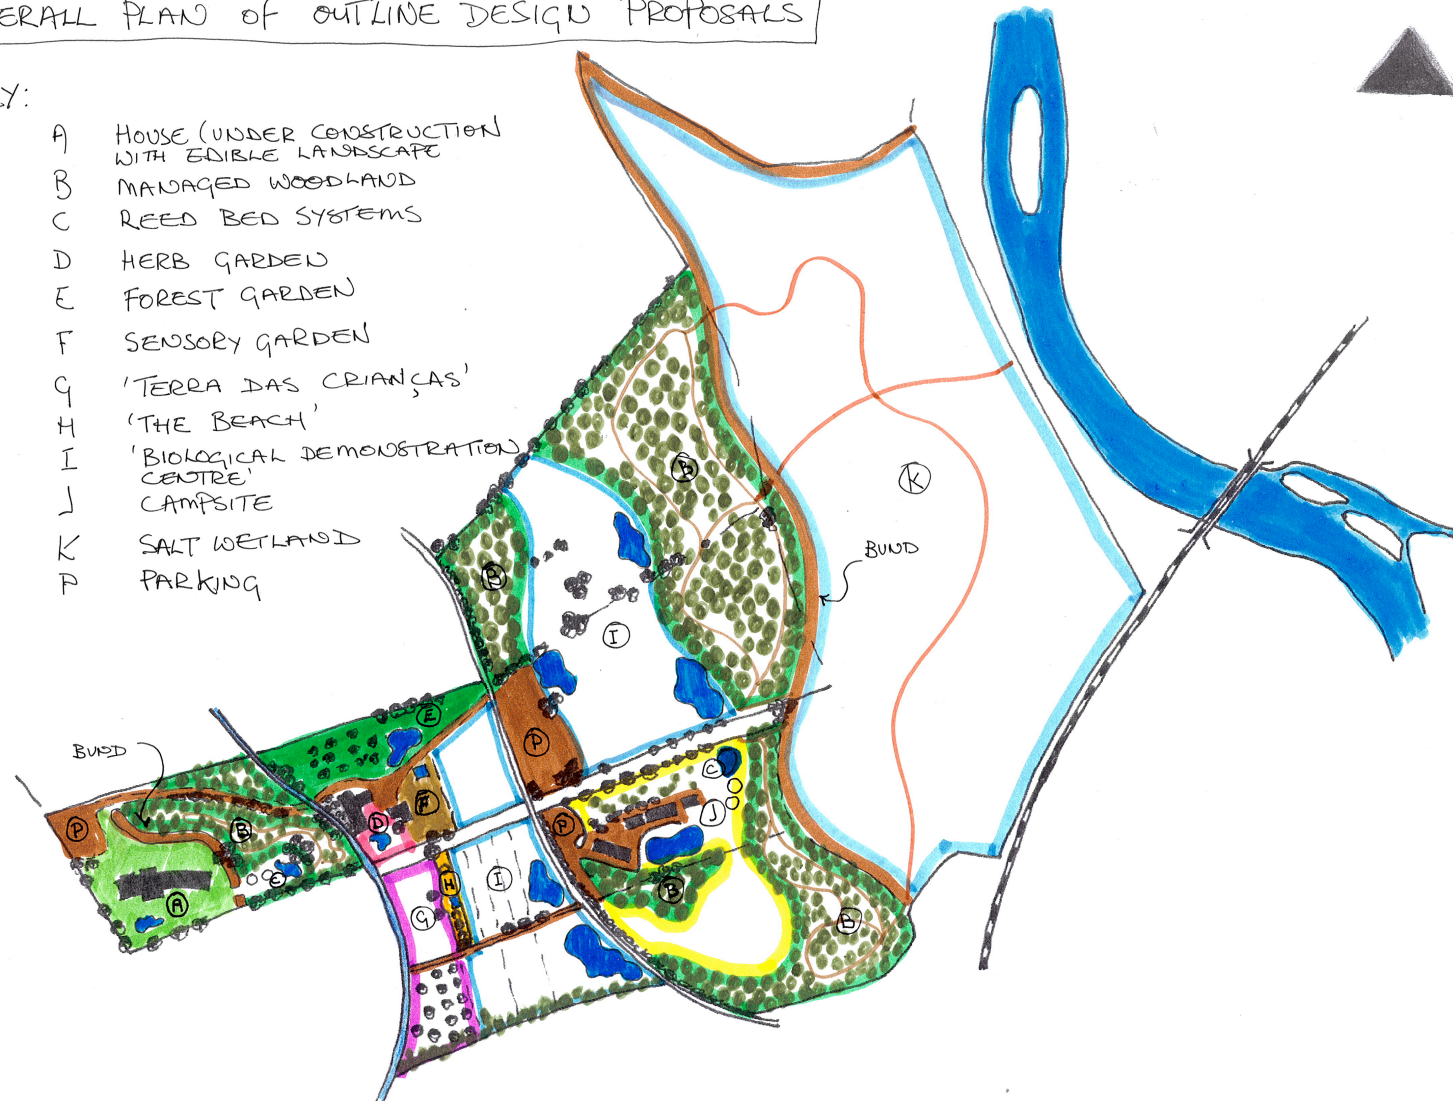 ERALL PLAN of OUTLINE DESIGN PROPOSALS
Y:
A HOUSE (UNDER CONSTRUCTION
WITH EDIBLE LANDSCAPE
B MANAGED WOODLAND
C REED BED SYSTEMS
D HERB GARDEN
E FOREST GARDEN
F SENSORY GARDEN
G 'TERRA DAS CRIANÇAS'
H 'THE BEACH'
I 'BIOLOGICAL DEMONSTRATION
CENTRE'
J CAMPSITE
K SALT WETLAND
P PARKING
B
K
BUND
B
I
E
P
BUND
C
F
J
P
D
P
B
I
H
C
B
A
G
B